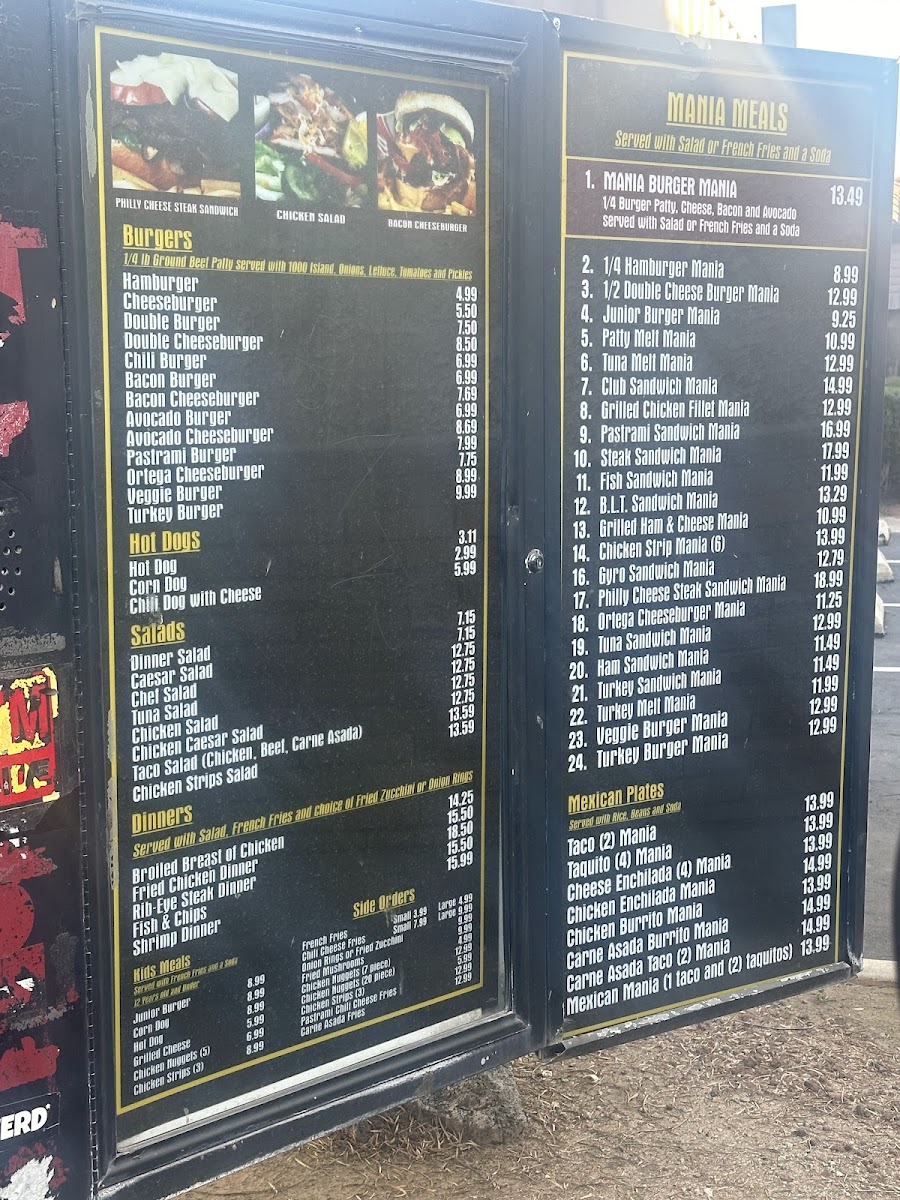 PHILLY CHEESE STEAK SANDWICH
CHICKEN SALAD
BACON CHEESEBURGER
Burgers
1/4 lb Ground Beef Patty served with 1000 Island, Onions, Lettuce, Tomatoes and Pickles
Hamburger 4.99
Cheeseburger 5.50
Double Burger 7.50
Double Cheeseburger 8.50
Chili Burger 6.99
Bacon Burger 6.99
Bacon Cheeseburger 7.69
Avocado Burger 6.99
Avocado Cheeseburger 8.69
Pastrami Burger 7.99
Ortega Cheeseburger 7.75
Veggie Burger 8.99
Turkey Burger 9.99
Hot Dogs
Hot Dog 3.11
Corn Dog 2.99
Chili Dog with Cheese 5.99
Salads
Dinner Salad 7.15
Caesar Salad 7.15
Chef Salad 12.75
Tuna Salad 12.75
Chicken Salad 12.75
Chicken Caesar Salad 12.75
Taco Salad (Chicken, Beef, Carne Asada) 13.59
Chicken Strips Salad 13.59
Dinners
Served with Salad, French Fries and choice of Fried Zucchini or Onion Rings
Broiled Breast of Chicken 14.25
Fried Chicken Dinner 15.50
Rib-Eye Steak Dinner 18.50
Fish & Chips 15.50
Shrimp Dinner 15.99
Kids Meals
Served with French Fries and a Soda
12 Years old and Under
Junior Burger 8.99
Corn Dog 8.99
Hot Dog 8.99
Grilled Cheese 5.99
Chicken Nuggets (5) 6.99
Chicken Strips (3) 8.99
Side Orders
French Fries Small 3.99 Large 4.99
Chili Cheese Fries Small 7.99 Large 9.99
Onion Rings or Fried Zucchini 9.99
Fried Mushrooms 9.99
Chicken Nuggets (7 piece) 4.99
Chicken Nuggets (20 piece) 12.99
Chicken Strips (3) 5.99
Pastrami Chili Cheese Fries 12.99
Carne Asada Fries 12.99
MANIA MEALS
Served with Salad or French Fries and a Soda
1. MANIA BURGER MANIA 13.49
1/4 Burger Patty, Cheese, Bacon and Avocado
served with Salad or French Fries and a Soda
2. 1/4 Hamburger Mania 8.99
3. 1/2 Double Cheese Burger Mania 12.99
4. Junior Burger Mania 9.25
5. Patty Melt Mania 10.99
6. Tuna Melt Mania 12.99
7. Club Sandwich Mania 14.99
8. Grilled Chicken Fillet Mania 12.99
9. Pastrami Sandwich Mania 16.99
10. Steak Sandwich Mania 17.99
11. Fish Sandwich Mania 11.99
12. B.L.T. Sandwich Mania 13.29
13. Grilled Ham & Cheese Mania 10.99
14. Chicken Strip Mania (6) 13.99
16. Gyro Sandwich Mania 12.79
17. Philly Cheese Steak Sandwich Mania 18.99
18. Ortega Cheeseburger Mania 11.25
19. Tuna Sandwich Mania 12.99
20. Ham Sandwich Mania 11.49
21. Turkey Sandwich Mania 11.49
22. Turkey Melt Mania 11.99
23. Veggie Burger Mania 12.99
24. Turkey Burger Mania 12.99
Mexican Plates
Served with Rice, Beans and Soda
Taco (2) Mania 13.99
Taquito (4) Mania 13.99
Cheese Enchilada (4) Mania 13.99
Chicken Enchilada Mania 14.99
Chicken Burrito Mania 13.99
Carne Asada Burrito Mania 14.99
Carne Asada Taco (2) Mania 14.99
Mexican Mania (1 taco and (2) taquitos) 13.99
ERD